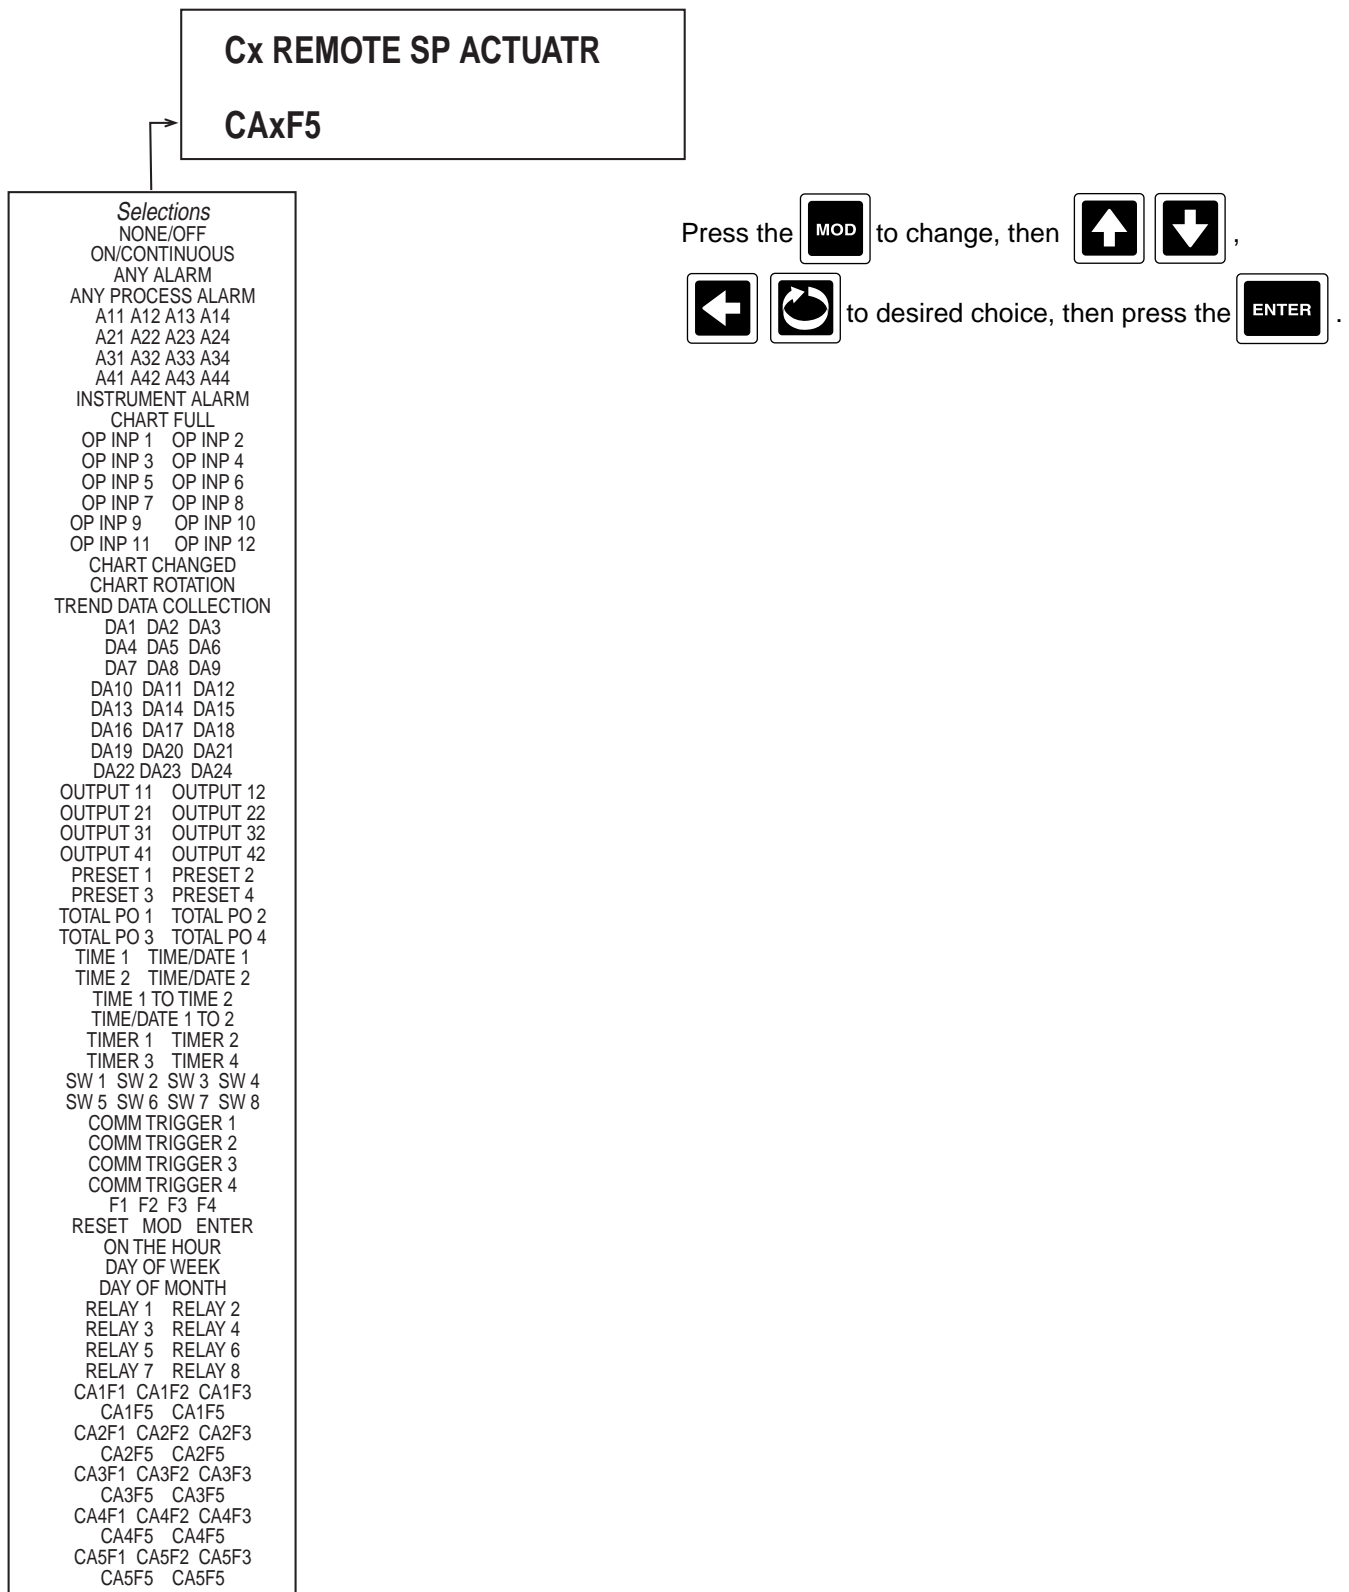 Cx REMOTE SP ACTUATR
CAxF5
Press the MOD to change, then ,
to desired choice, then press the ENTER .
Selections
NONE/OFF
ON/CONTINUOUS
ANY ALARM
ANY PROCESS ALARM
A11 A12 A13 A14
A21 A22 A23 A24
A31 A32 A33 A34
A41 A42 A43 A44
INSTRUMENT ALARM
CHART FULL
OP INP 1 OP INP 2
OP INP 3 OP INP 4
OP INP 5 OP INP 6
OP INP 7 OP INP 8
OP INP 9 OP INP 10
OP INP 11 OP INP 12
CHART CHANGED
CHART ROTATION
TREND DATA COLLECTION
DA1 DA2 DA3
DA4 DA5 DA6
DA7 DA8 DA9
DA10 DA11 DA12
DA13 DA14 DA15
DA16 DA17 DA18
DA19 DA20 DA21
DA22 DA23 DA24
OUTPUT 11 OUTPUT 12
OUTPUT 21 OUTPUT 22
OUTPUT 31 OUTPUT 32
OUTPUT 41 OUTPUT 42
PRESET 1 PRESET 2
PRESET 3 PRESET 4
TOTAL PO 1 TOTAL PO 2
TOTAL PO 3 TOTAL PO 4
TIME 1 TIME/DATE 1
TIME 2 TIME/DATE 2
TIME 1 TO TIME 2
TIME/DATE 1 TO 2
TIMER 1 TIMER 2
TIMER 3 TIMER 4
SW 1 SW 2 SW 3 SW 4
SW 5 SW 6 SW 7 SW 8
COMM TRIGGER 1
COMM TRIGGER 2
COMM TRIGGER 3
COMM TRIGGER 4
F1 F2 F3 F4
RESET MOD ENTER
ON THE HOUR
DAY OF WEEK
DAY OF MONTH
RELAY 1 RELAY 2
RELAY 3 RELAY 4
RELAY 5 RELAY 6
RELAY 7 RELAY 8
CA1F1 CA1F2 CA1F3
CA1F5 CA1F5
CA2F1 CA2F2 CA2F3
CA2F5 CA2F5
CA3F1 CA3F2 CA3F3
CA3F5 CA3F5
CA4F1 CA4F2 CA4F3
CA4F5 CA4F5
CA5F1 CA5F2 CA5F3
CA5F5 CA5F5